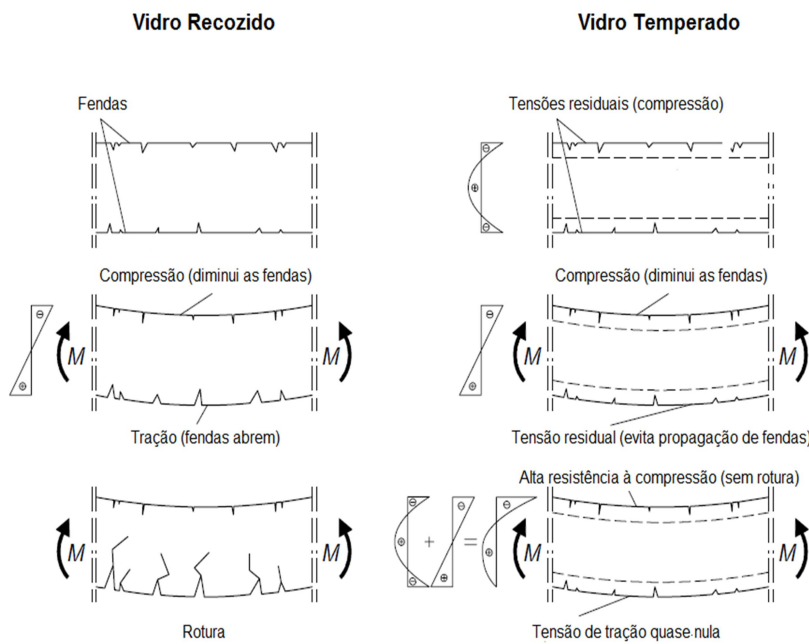 Vidro Recozido
Vidro Temperado
Fendas
Tensões residuais (compressão)
⊖
⊕
⊖
Compressão (diminui as fendas)
Compressão (diminui as fendas)
⊖
⊕
M
M
⊖
⊕
M
M
Tração (fendas abrem)
Tensão residual (evita propagação de fendas)
Alta resistência à compressão (sem rotura)
M
M
⊖
⊕
⊖
+
⊖
⊕
=
⊖
⊕
M
M
Rotura
Tensão de tração quase nula